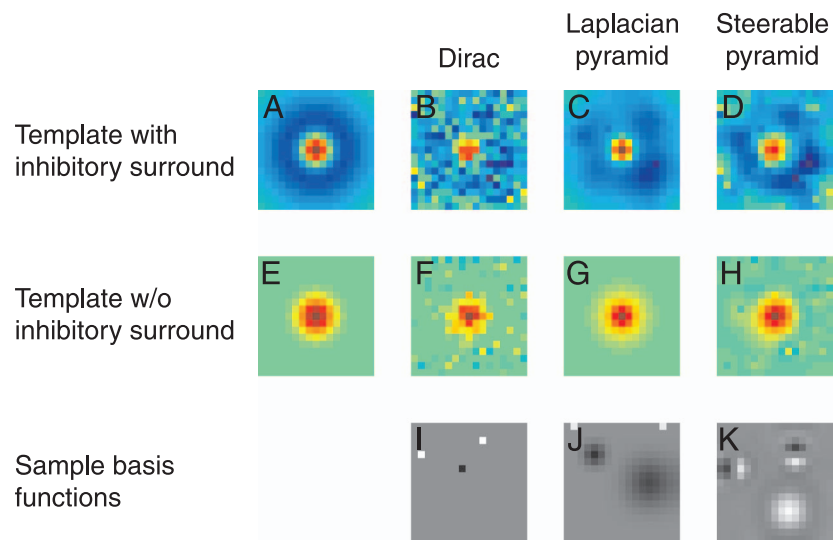 Dirac
Laplacian
pyramid
Steerable
pyramid
Template with
inhibitory surround
A
B
C
D
Template w/o
inhibitory surround
E
F
G
H
Sample basis
functions
I
J
K